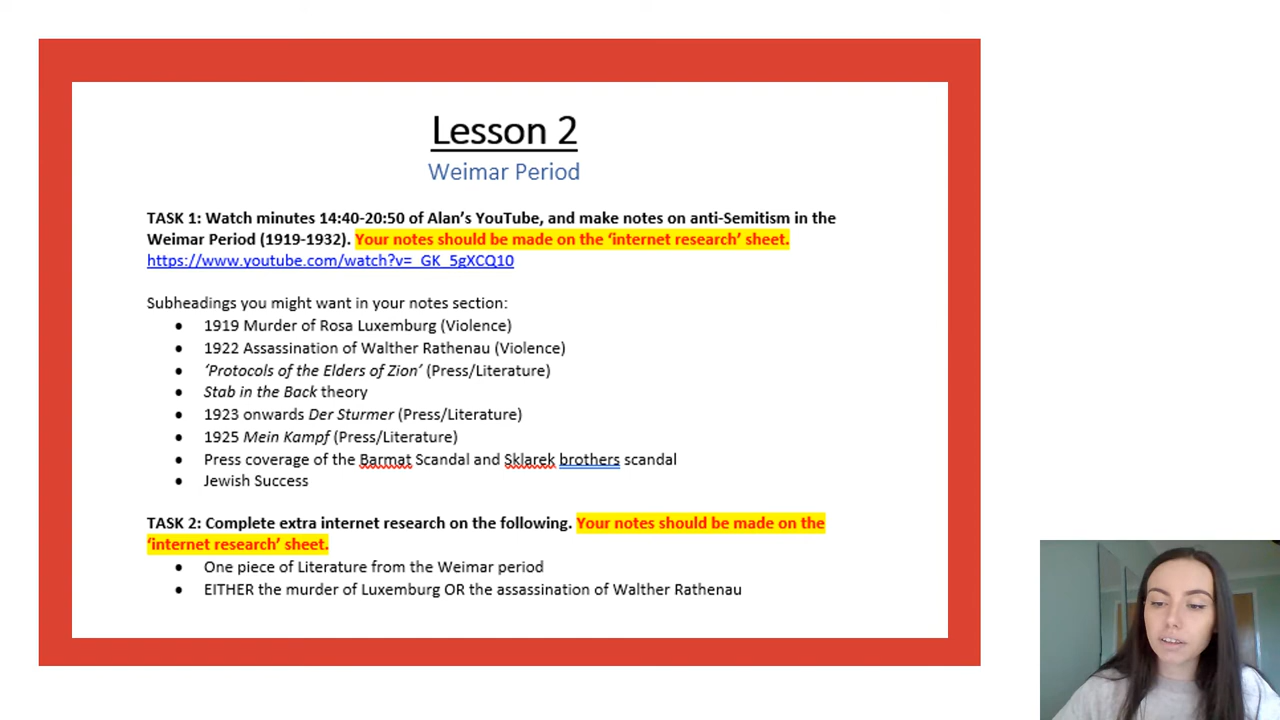 Lesson 2
Weimar Period
TASK 1: Watch minutes 14:40-20:50 of Alan's YouTube, and make notes on anti-Semitism in the
Weimar Period (1919-1932). Your notes should be made on the 'internet research' sheet.
https://www.youtube.com/watch?v=_GK_5gXCQ10
Subheadings you might want in your notes section:
• 1919 Murder of Rosa Luxemburg (Violence)
• 1922 Assassination of Walther Rathenau (Violence)
• 'Protocols of the Elders of Zion' (Press/Literature)
• Stab in the Back theory
• 1923 onwards Der Sturmer (Press/Literature)
• 1925 Mein Kampf (Press/Literature)
• Press coverage of the Barmat Scandal and Sklarek brothers scandal
• Jewish Success
TASK 2: Complete extra internet research on the following. Your notes should be made on the
'internet research' sheet.
• One piece of Literature from the Weimar period
• EITHER the murder of Luxemburg OR the assassination of Walther Rathenau